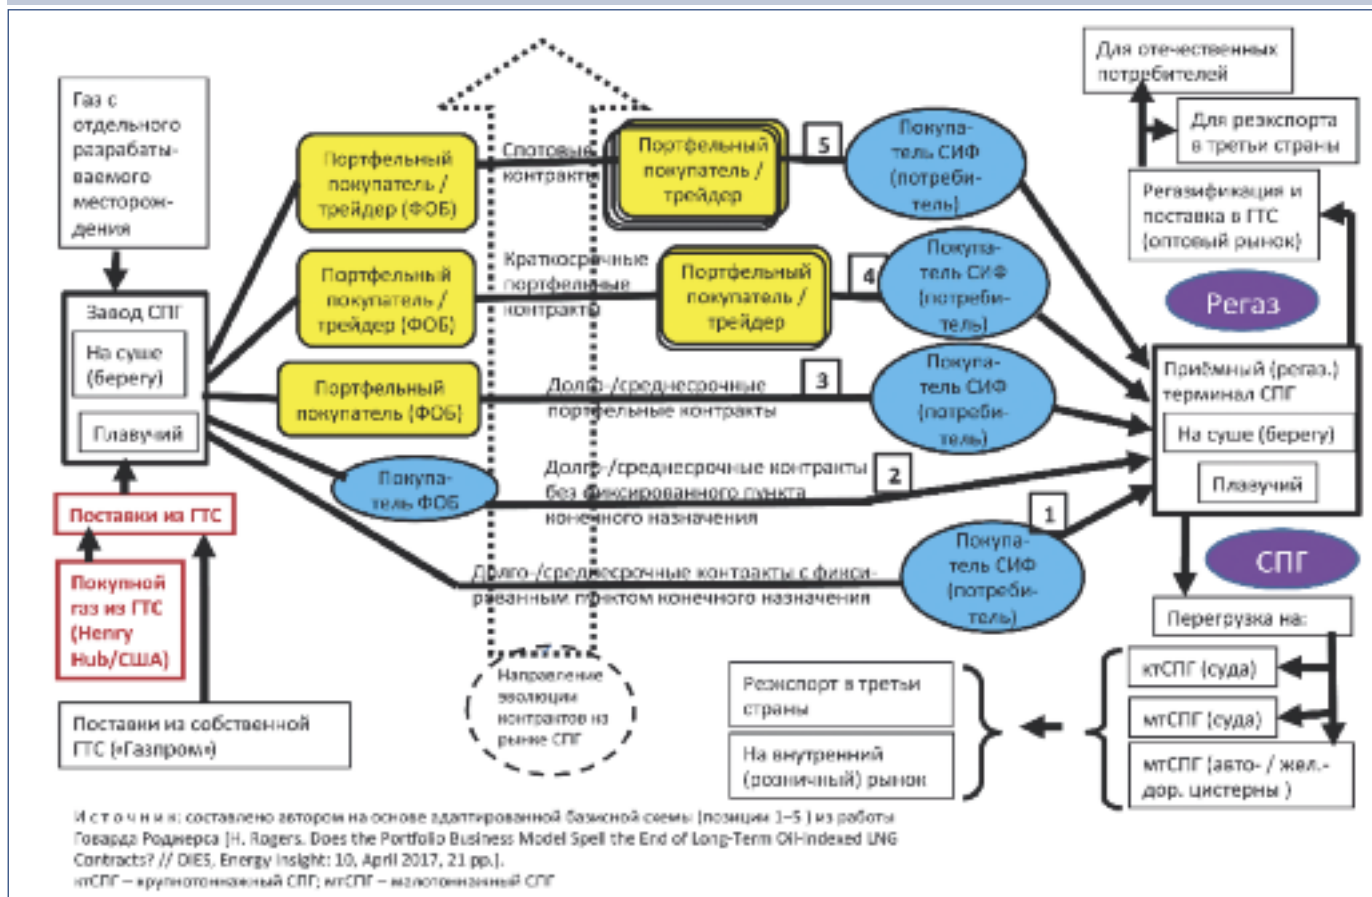 Газ с
отдельного
разрабаты-
ваемого
месторож-
дения
Завод СПГ
На суше
(берегу)
Плавучий
Поставки из ГТС
Покупной
газ из ГТС
(Henry
Hub/США)
Поставки из собственной
ГТС («Газпром»)
Портфельный
покупатель /
трейдер (ФОБ)
Спотовые
контракты
Портфельный
покупатель /
трейдер
5
Покупа-
тель СИФ
(потреби-
тель)
Портфельный
покупатель /
трейдер (ФОБ)
Краткосрочные
портфельные
контракты
Портфельный
покупатель /
трейдер
4
Покупа-
тель СИФ
(потреби-
тель)
Портфельный
покупатель (ФОБ)
Долго-/среднесрочные
портфельные контракты
3
Покупа-
тель СИФ
(потреби-
тель)
Покупа-
тель ФОБ
Долго-/среднесрочные контракты
без фиксированного пункта
конечного назначения
2
Долго-/среднесрочные контракты с фикси-
рованным пунктом конечного назначения
1
Покупа-
тель СИФ
(потреби-
тель)
Направление
эволюции
контрактов на
рынке СПГ
Для отечественных
потребителей
Для реэкспорта
в третьи страны
Регазификация и
поставка в ГТС
(оптовый рынок)
Регаз
Приёмный (регаз.)
терминал СПГ
На суше (берегу)
Плавучий
СПГ
Перегрузка на:
ктСПГ (суда)
мтСПГ (суда)
мтСПГ (авто- / жел.-
дор. цистерны )
Реэкспорт в третьи
страны
На внутренний
(розничный) рынок
И с т о ч н и к: составлено автором на основе адаптированной базисной схемы (позиции 1–5 ) из работы
Говарда Роджерса [H. Rogers. Does the Portfolio Business Model Spell the End of Long-Term Oil-Indexed LNG
Contracts? // OIES, Energy Insight: 10, April 2017, 21 pp.].
ктСПГ – крупнотоннажный СПГ; мтСПГ – малотоннажный СПГ